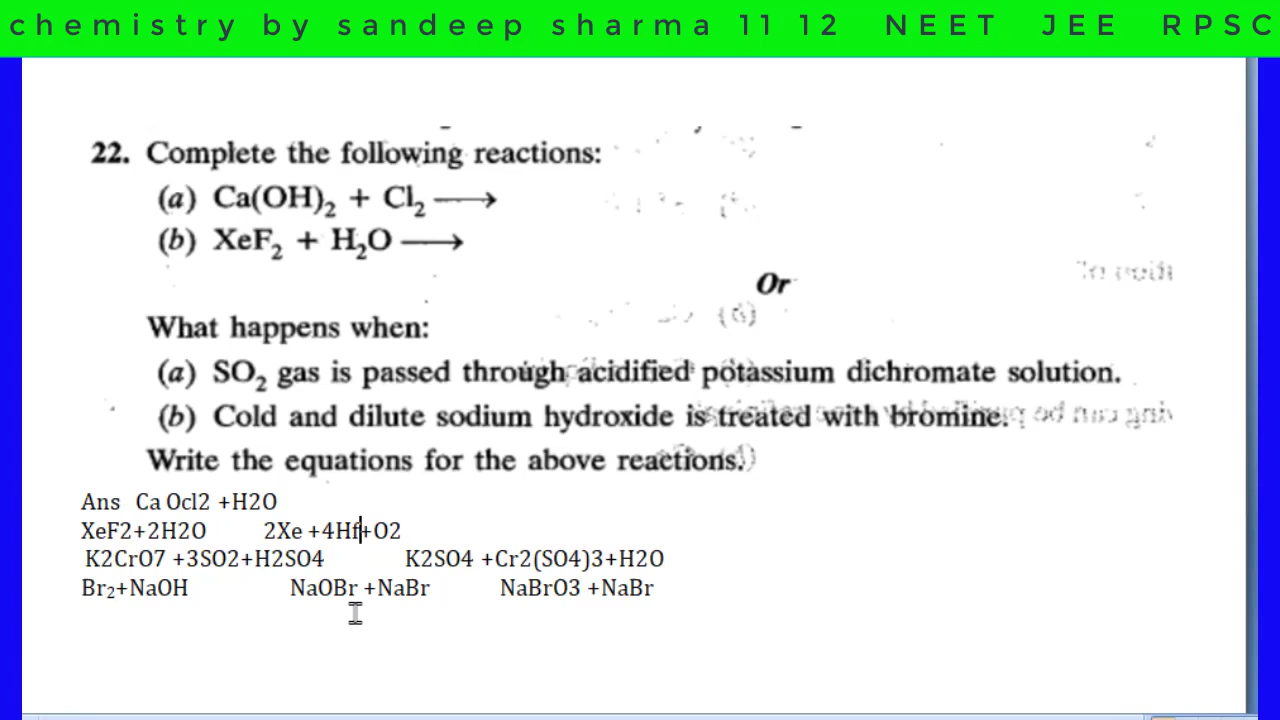 chemistry by sandeep sharma 11 12 NEET JEE RPSC
22. Complete the following reactions:
(a) Ca(OH)₂ + Cl₂ ⟶
(b) XeF₂ + H₂O ⟶
Or
What happens when:
(a) SO₂ gas is passed through acidified potassium dichromate solution.
(b) Cold and dilute sodium hydroxide is treated with bromine.
Write the equations for the above reactions.
Ans Ca Ocl2 +H2O
XeF2+2H2O 2Xe +4Hf+O2
K2CrO7 +3SO2+H2SO4 K2SO4 +Cr2(SO4)3+H2O
Br₂+NaOH NaOBr +NaBr NaBrO3 +NaBr